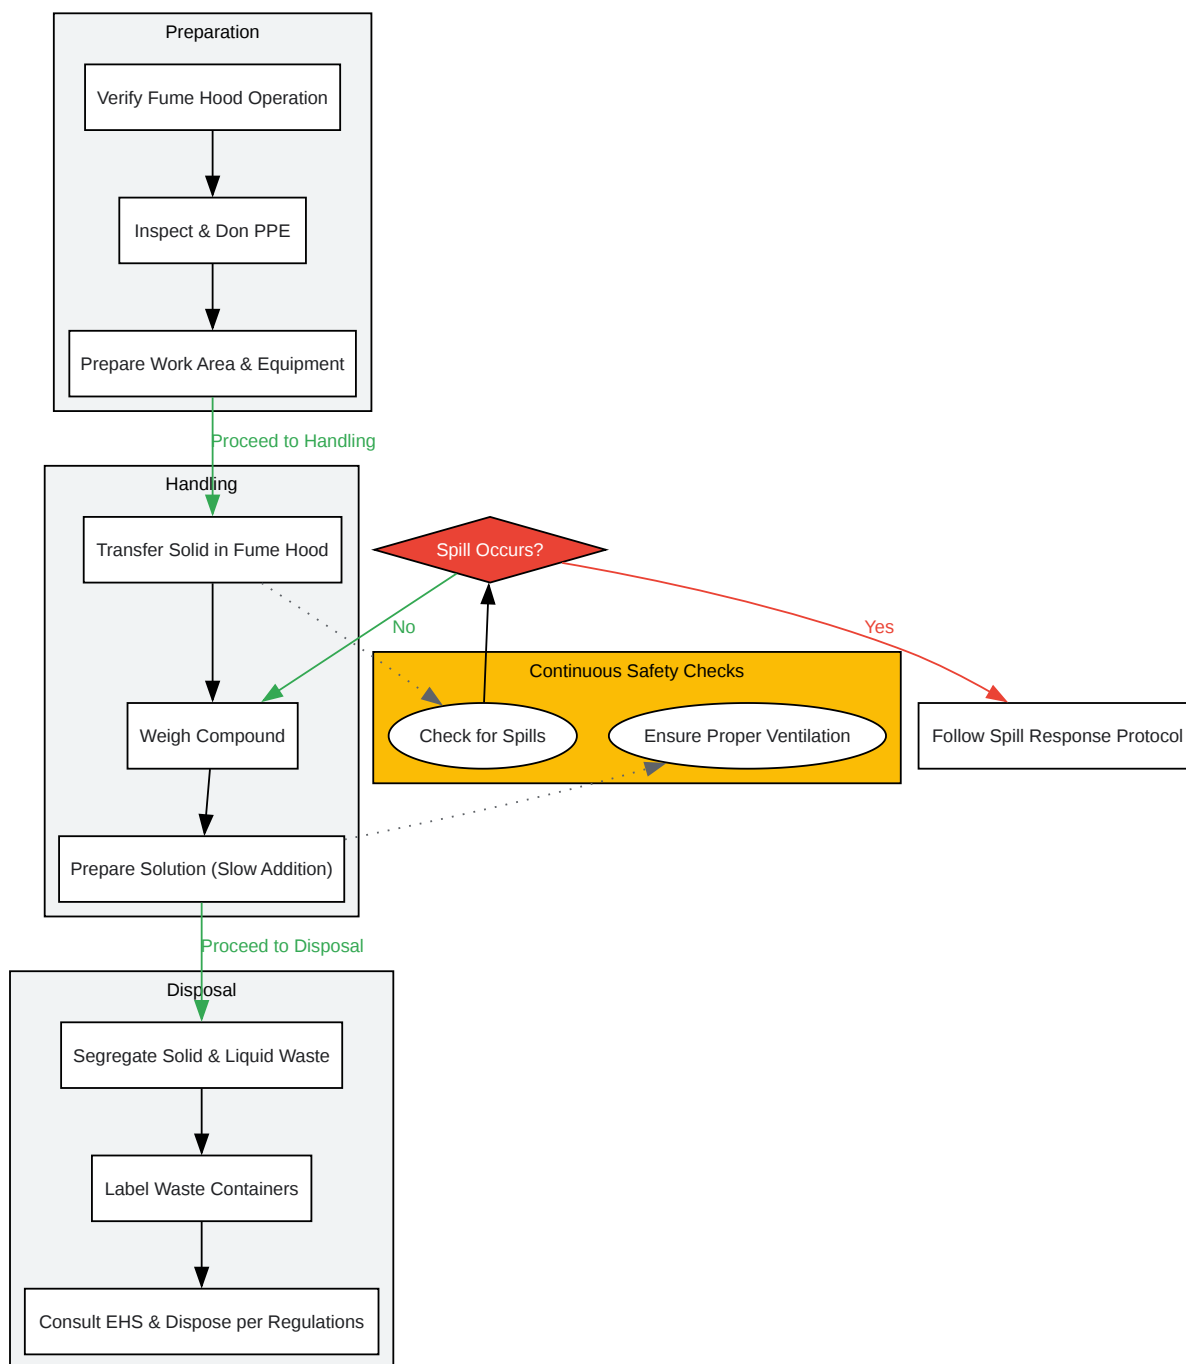 Preparation
Verify Fume Hood Operation
Inspect & Don PPE
Prepare Work Area & Equipment
Proceed to Handling
Handling
Transfer Solid in Fume Hood
Spill Occurs?
No
Yes
Continuous Safety Checks
Weigh Compound
Check for Spills
Ensure Proper Ventilation
Follow Spill Response Protocol
Prepare Solution (Slow Addition)
Proceed to Disposal
Disposal
Segregate Solid & Liquid Waste
Label Waste Containers
Consult EHS & Dispose per Regulations